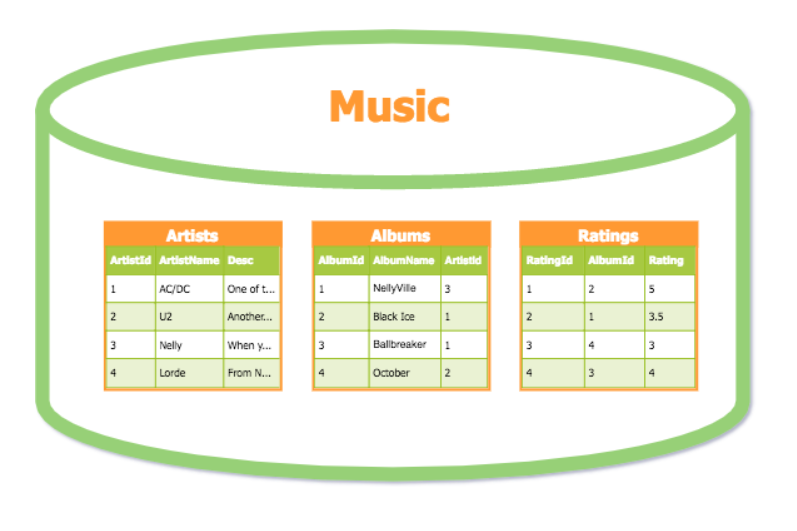 Music
Artists Albums Ratings
ArtistId ArtistName Desc AlbumId AlbumName ArtistId RatingId AlbumId Rating
1 AC/DC One of t... 1 NellyVille 3 1 2 5
2 U2 Another... 2 Black Ice 1 2 1 3.5
3 Nelly When y... 3 Ballbreaker 1 3 4 3
4 Lorde From N... 4 October 2 4 3 4